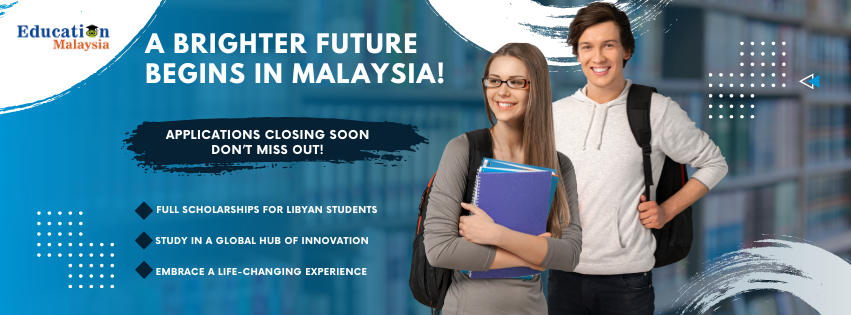 Education
Malaysia
A BRIGHTER FUTURE
BEGINS IN MALAYSIA!
APPLICATIONS CLOSING SOON
DON'T MISS OUT!
FULL SCHOLARSHIPS FOR LIBYAN STUDENTS
STUDY IN A GLOBAL HUB OF INNOVATION
EMBRACE A LIFE-CHANGING EXPERIENCE